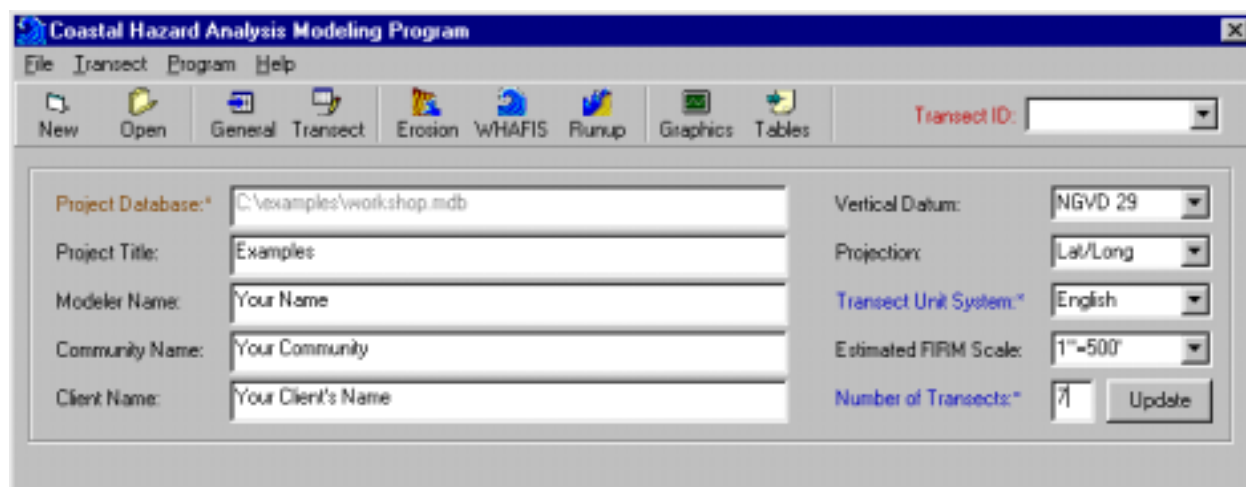 Coastal Hazard Analysis Modeling Program
File Transect Program Help
New Open General Transect Erosion WHAFIS Runup Graphics Tables Transect ID:
Project Database:* C:\examples\workshop.mdb Vertical Datum: NGVD 29
Project Title: Examples Projection: Lat/Long
Modeler Name: Your Name Transect Unit System:* English
Community Name: Your Community Estimated FIRM Scale: 1"=500'
Client Name: Your Client's Name Number of Transects:* 7 Update